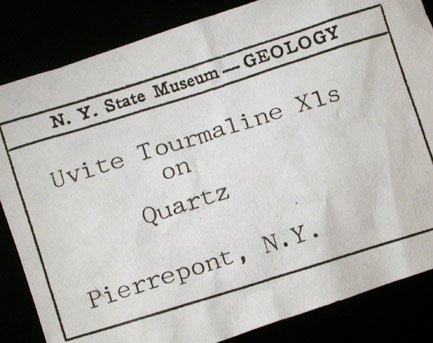 N. Y. State Museum — GEOLOGY
Uvite Tourmaline Xls
on
Quartz
Pierrepont, N.Y.